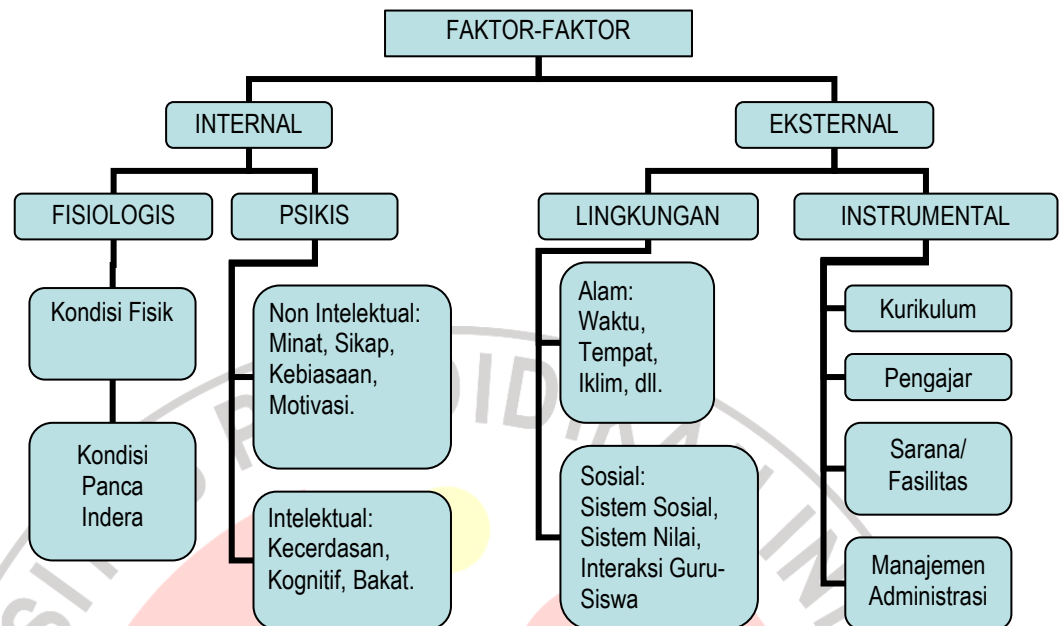 FAKTOR-FAKTOR
INTERNAL
EKSTERNAL
FISIOLOGIS
PSIKIS
LINGKUNGAN
INSTRUMENTAL
Kondisi Fisik
Kondisi
Panca
Indera
Non Intelektual:
Minat, Sikap,
Kebiasaan,
Motivasi.
Intelektual:
Kecerdasan,
Kognitif, Bakat.
Alam:
Waktu,
Tempat,
Iklim, dll.
Sosial:
Sistem Sosial,
Sistem Nilai,
Interaksi Guru-
Siswa
Kurikulum
Pengajar
Sarana/
Fasilitas
Manajemen
Administrasi